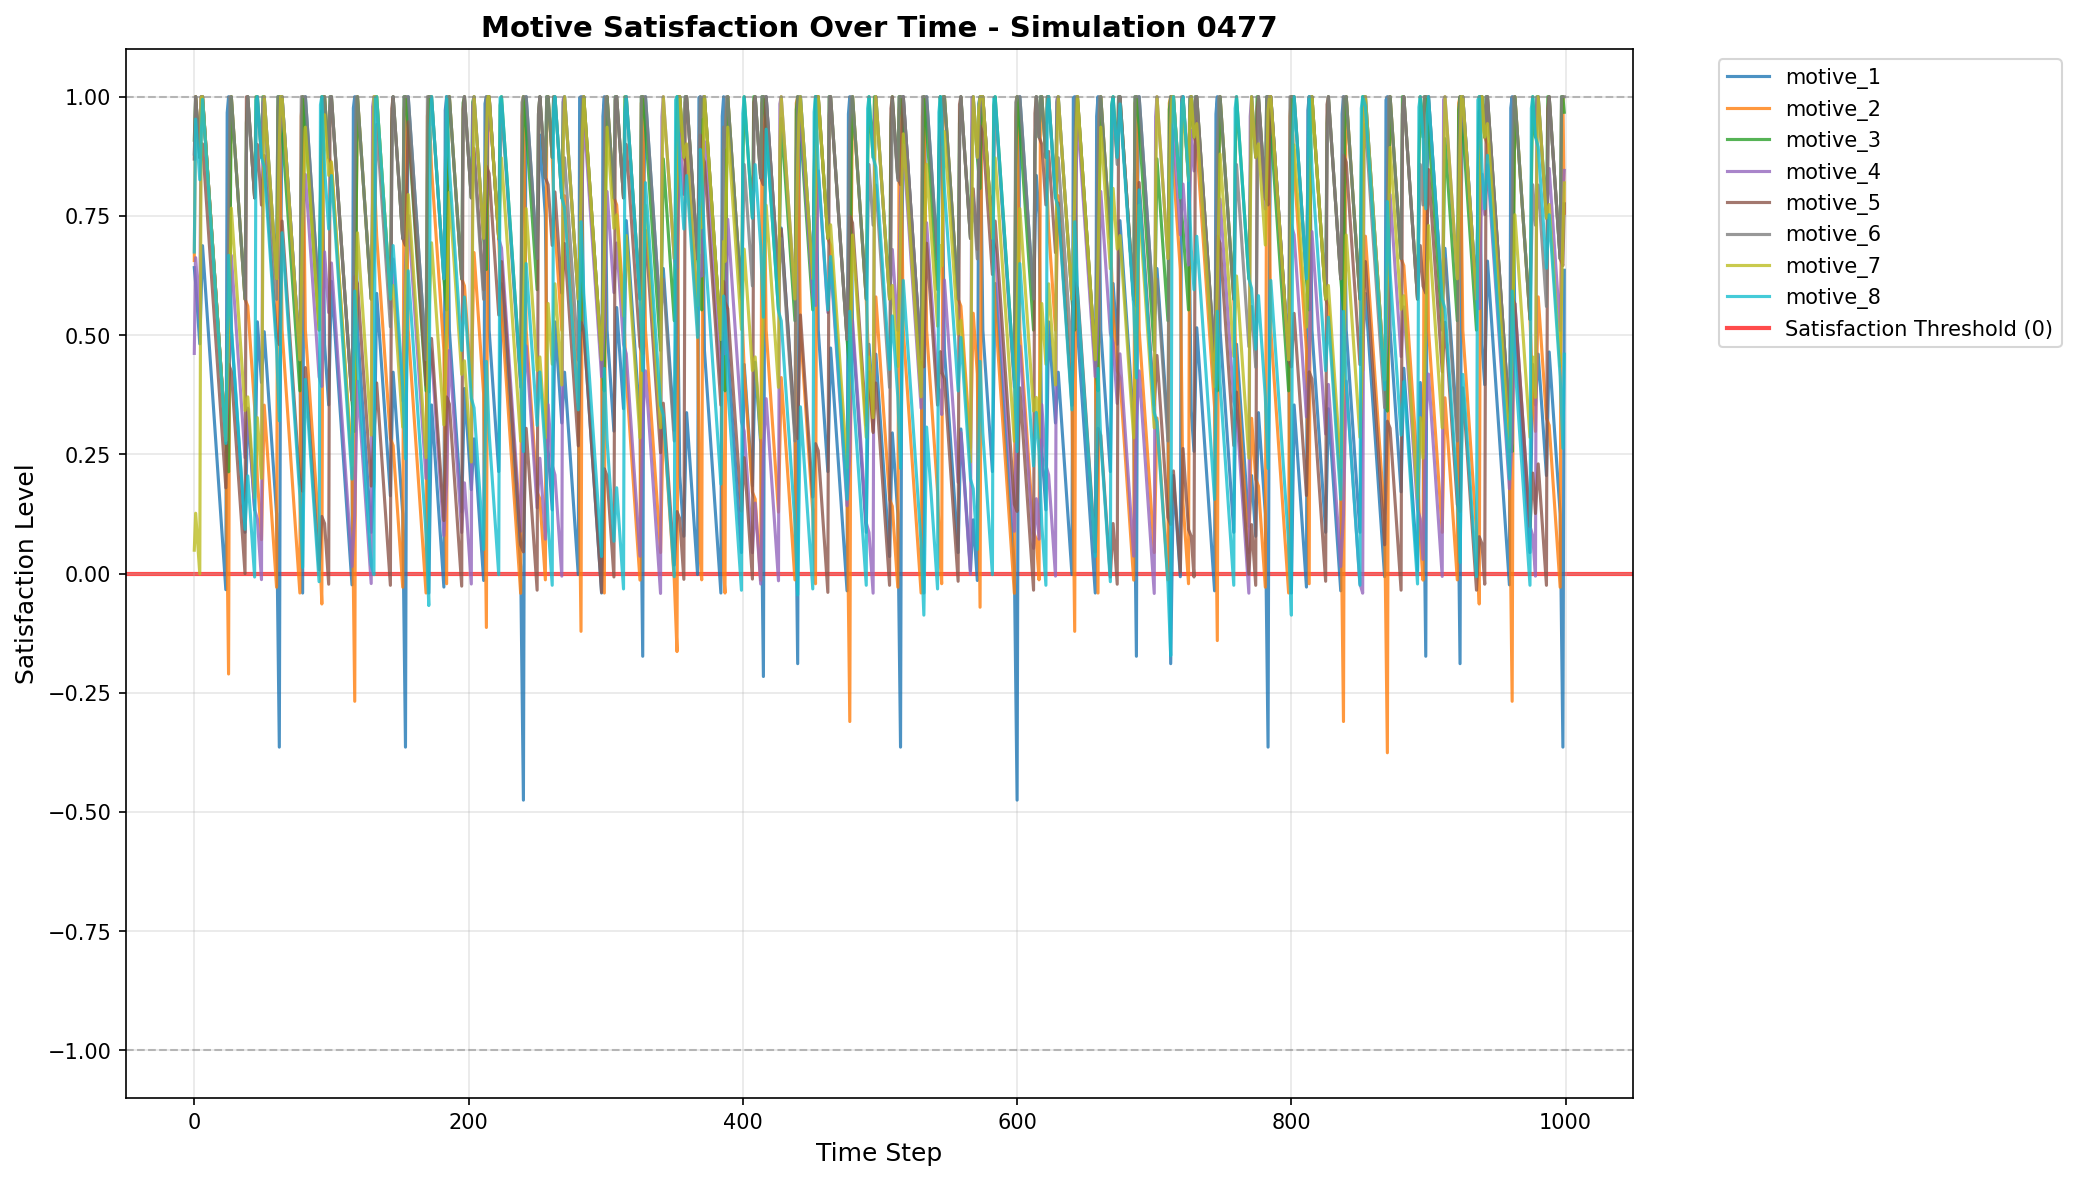 Motive Satisfaction Over Time - Simulation 0477
1.00
0.75
0.50
0.25
0.00
−0.25
−0.50
−0.75
−1.00
Satisfaction Level
0
200
400
600
800
1000
Time Step
motive_1
motive_2
motive_3
motive_4
motive_5
motive_6
motive_7
motive_8
Satisfaction Threshold (0)